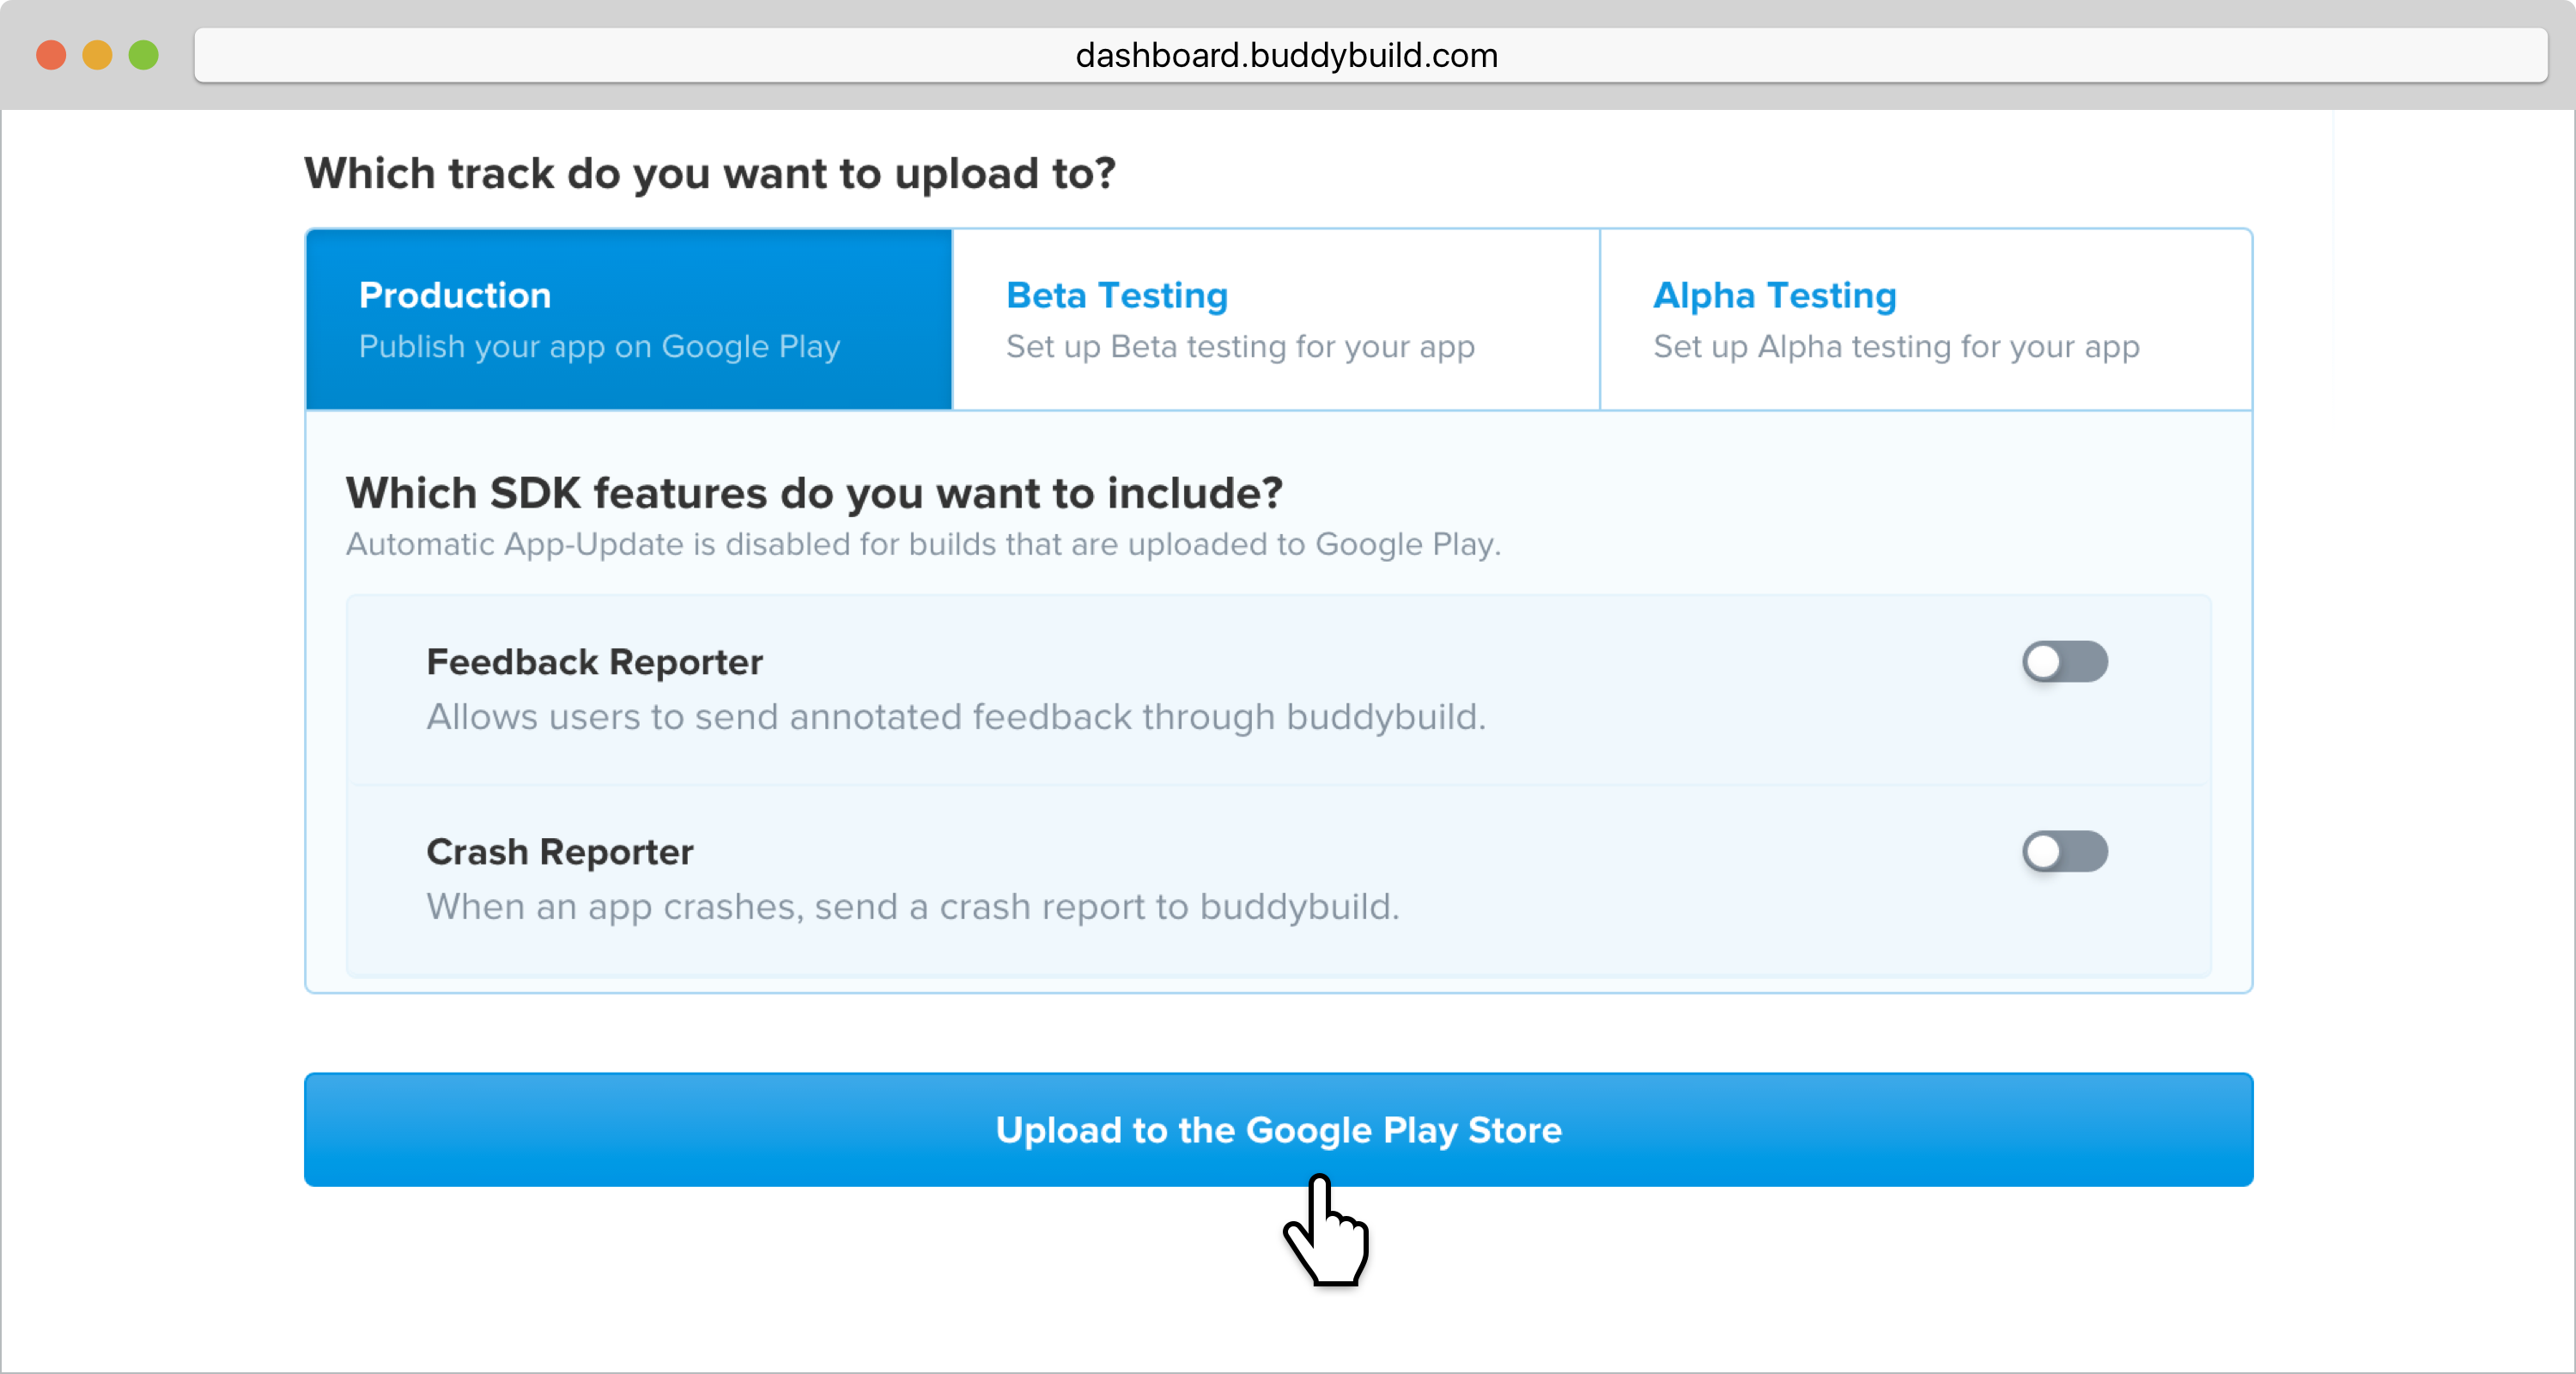 dashboard.buddybuild.com
Which track do you want to upload to?
Production
Publish your app on Google Play
Beta Testing
Set up Beta testing for your app
Alpha Testing
Set up Alpha testing for your app
Which SDK features do you want to include?
Automatic App-Update is disabled for builds that are uploaded to Google Play.
Feedback Reporter
Allows users to send annotated feedback through buddybuild.
Crash Reporter
When an app crashes, send a crash report to buddybuild.
Upload to the Google Play Store